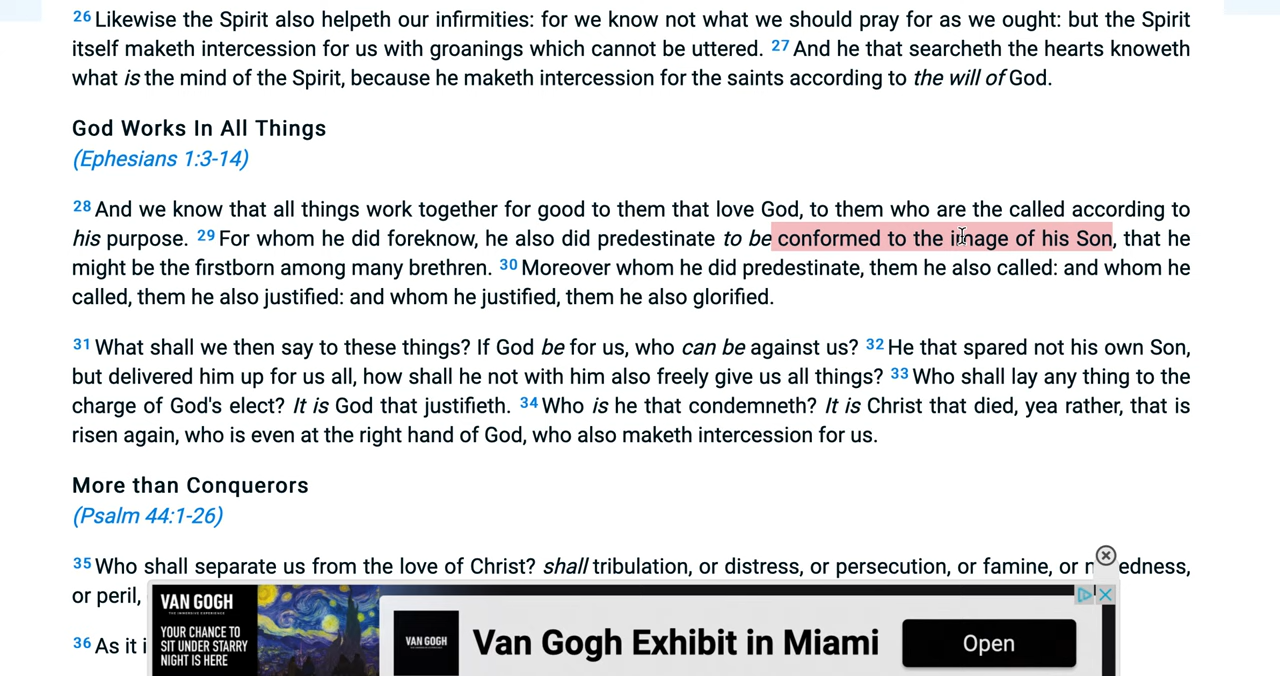 26 Likewise the Spirit also helpeth our infirmities: for we know not what we should pray for as we ought: but the Spirit
itself maketh intercession for us with groanings which cannot be uttered. 27 And he that searcheth the hearts knoweth
what is the mind of the Spirit, because he maketh intercession for the saints according to the will of God.
God Works In All Things
(Ephesians 1:3-14)
28 And we know that all things work together for good to them that love God, to them who are the called according to
his purpose. 29 For whom he did foreknow, he also did predestinate to be conformed to the image of his Son, that he
might be the firstborn among many brethren. 30 Moreover whom he did predestinate, them he also called: and whom he
called, them he also justified: and whom he justified, them he also glorified.
31 What shall we then say to these things? If God be for us, who can be against us? 32 He that spared not his own Son,
but delivered him up for us all, how shall he not with him also freely give us all things? 33 Who shall lay any thing to the
charge of God's elect? It is God that justifieth. 34 Who is he that condemneth? It is Christ that died, yea rather, that is
risen again, who is even at the right hand of God, who also maketh intercession for us.
More than Conquerors
(Psalm 44:1-26)
35 Who shall separate us from the love of Christ? shall tribulation, or distress, or persecution, or famine, or n edness,
or peril,
36 As it i
VAN GOGH
THE IMMERSIVE EXPERIENCE
YOUR CHANCE TO
SIT UNDER STARRY
NIGHT IS HERE
VAN GOGH
Van Gogh Exhibit in Miami
Open